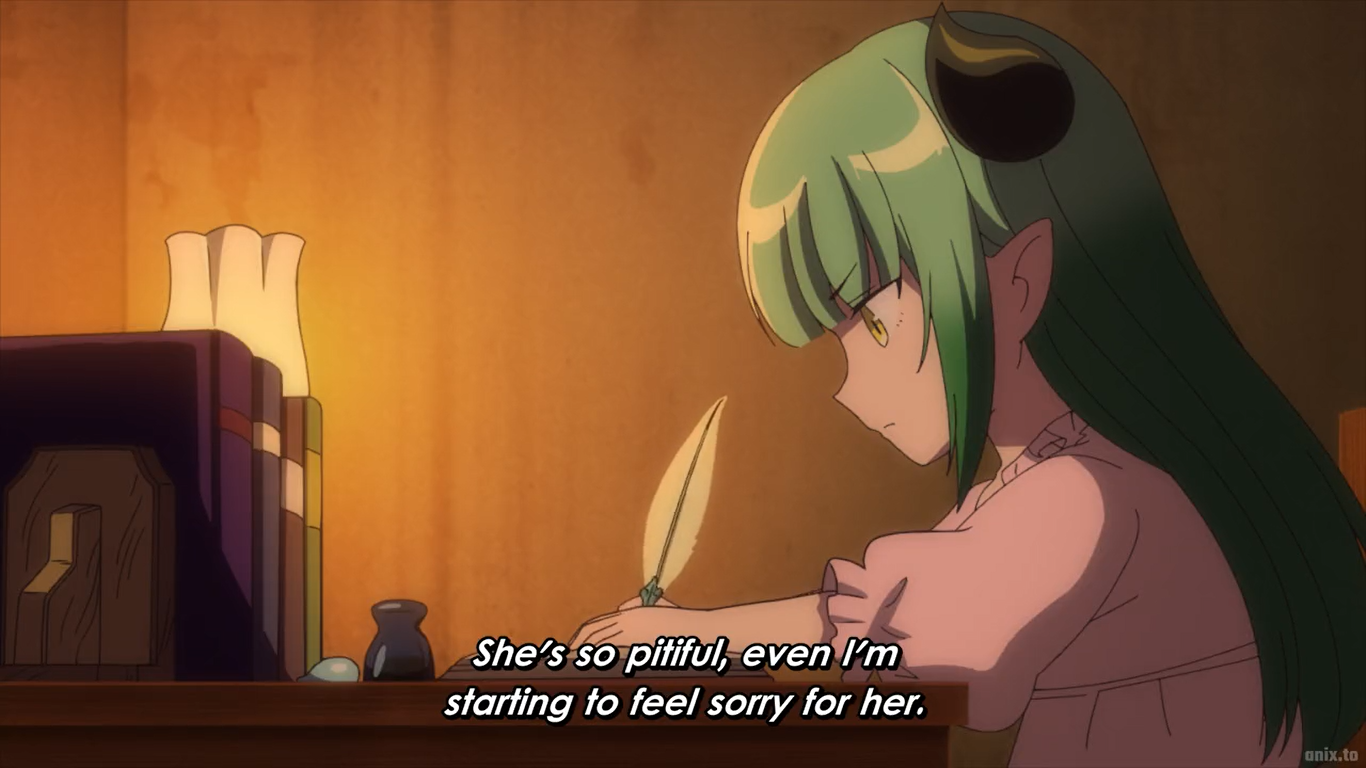 She's so pitiful, even I'm
starting to feel sorry for her.
anix.to